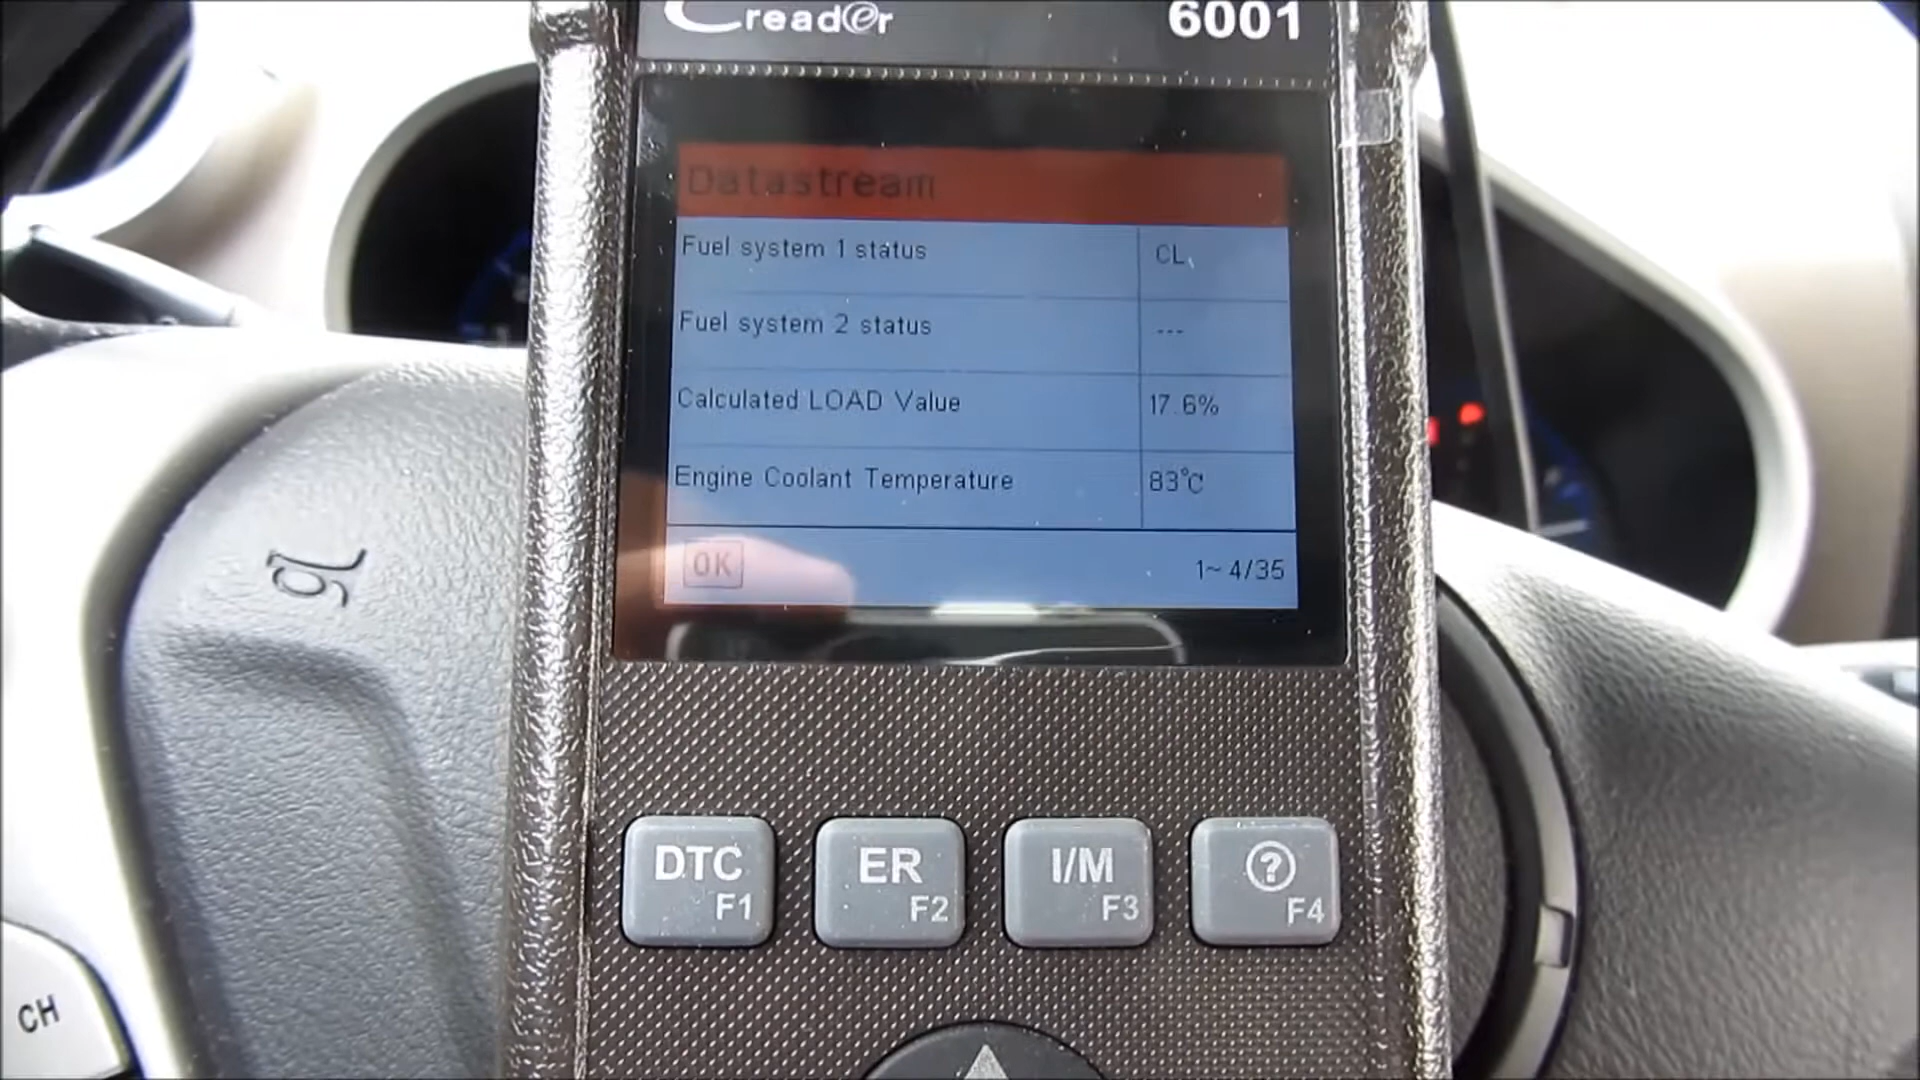 Creader 6001
Datastream
Fuel system 1 status CL
Fuel system 2 status ---
Calculated LOAD Value 17.6%
Engine Coolant Temperature 83℃
OK 1~4/35
DTC F1
ER F2
I/M F3
? F4
CH